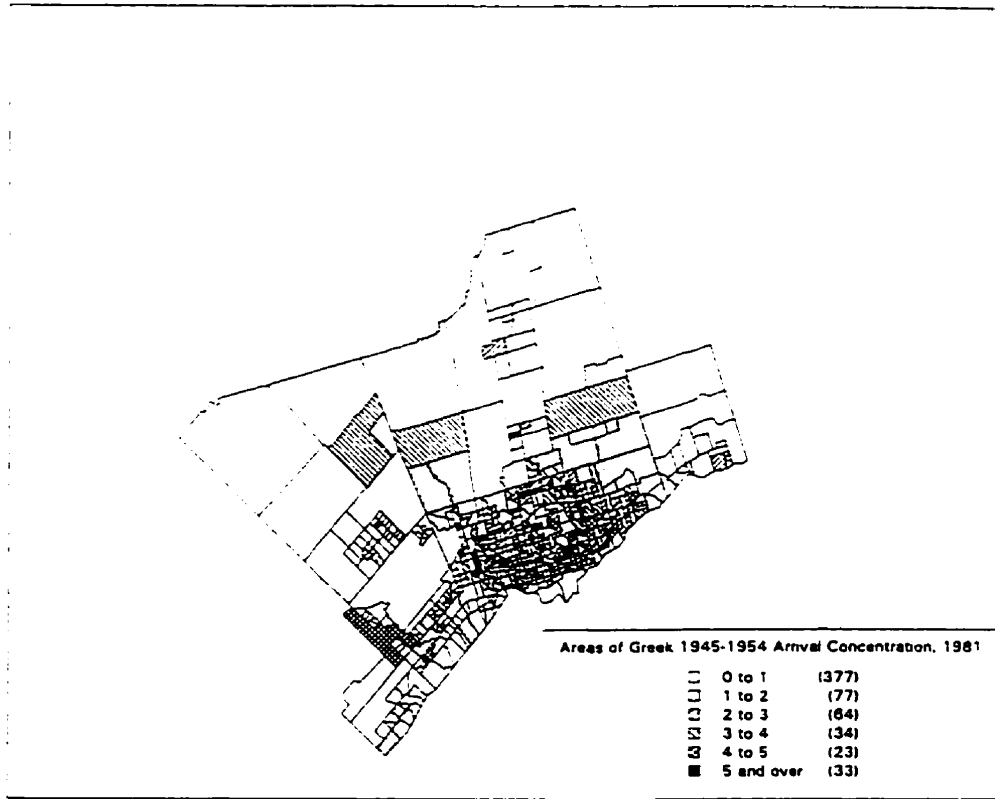 Areas of Greek 1945-1954 Arrival Concentration, 1981
0 to 1 (377)
1 to 2 (77)
2 to 3 (64)
3 to 4 (34)
4 to 5 (23)
5 and over (33)